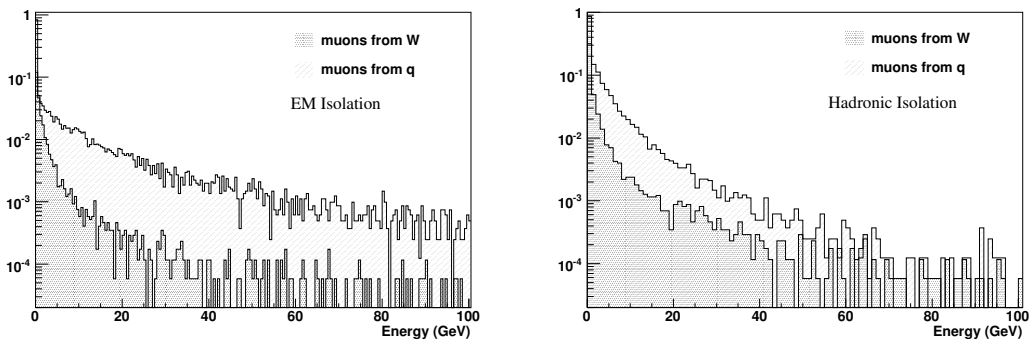 1
10⁻¹
10⁻²
10⁻³
10⁻⁴
muons from W
muons from q
EM Isolation
0 20 40 60 80 100
Energy (GeV)
1
10⁻¹
10⁻²
10⁻³
10⁻⁴
muons from W
muons from q
Hadronic Isolation
0 20 40 60 80 100
Energy (GeV)